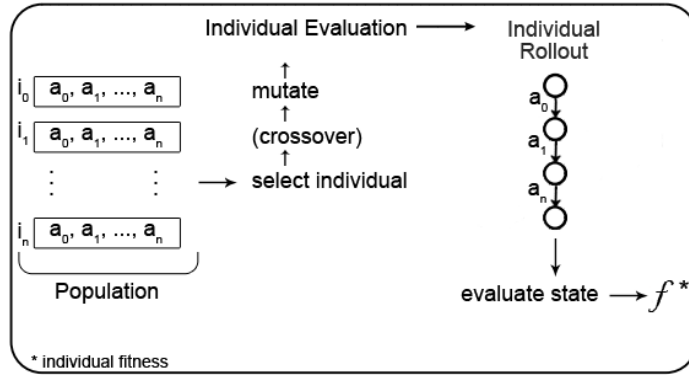 Individual Evaluation
Individual
Rollout
i₀ a₀, a₁, ..., aₙ
mutate
a₀
i₁ a₀, a₁, ..., aₙ
(crossover)
a₁
select individual
aₙ
iₙ a₀, a₁, ..., aₙ
Population
evaluate state
f*
* individual fitness